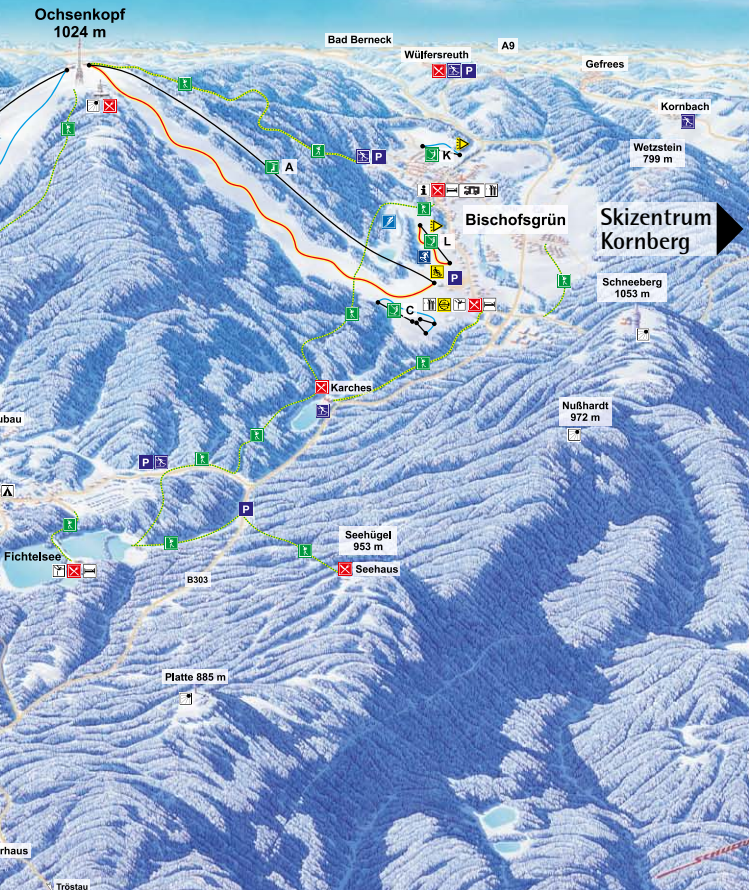 Ochsenkopf
1024 m
Bad Berneck
A9
Wülfersreuth
P
Gefrees
Kornbach
Wetzstein
799 m
P
K
A
i
Bischofsgrün
Skizentrum
Kornberg
L
P
Schneeberg
1053 m
C
Karches
Nußhardt
972 m
ubau
P
P
Seehügel
953 m
Fichtelsee
Seehaus
B303
Platte 885 m
rhaus
Tröstau